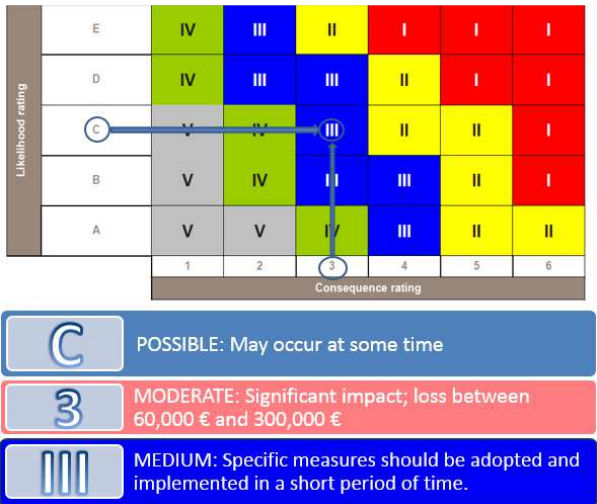 Likelihood rating
E IV III II I I I
D IV III III II I I
C V IV III II II I
B V IV III III II I
A V V IV III II II
1 2 3 4 5 6
Consequence rating
C POSSIBLE: May occur at some time
3 MODERATE: Significant impact; loss between
60,000 € and 300,000 €
III MEDIUM: Specific measures should be adopted and
implemented in a short period of time.